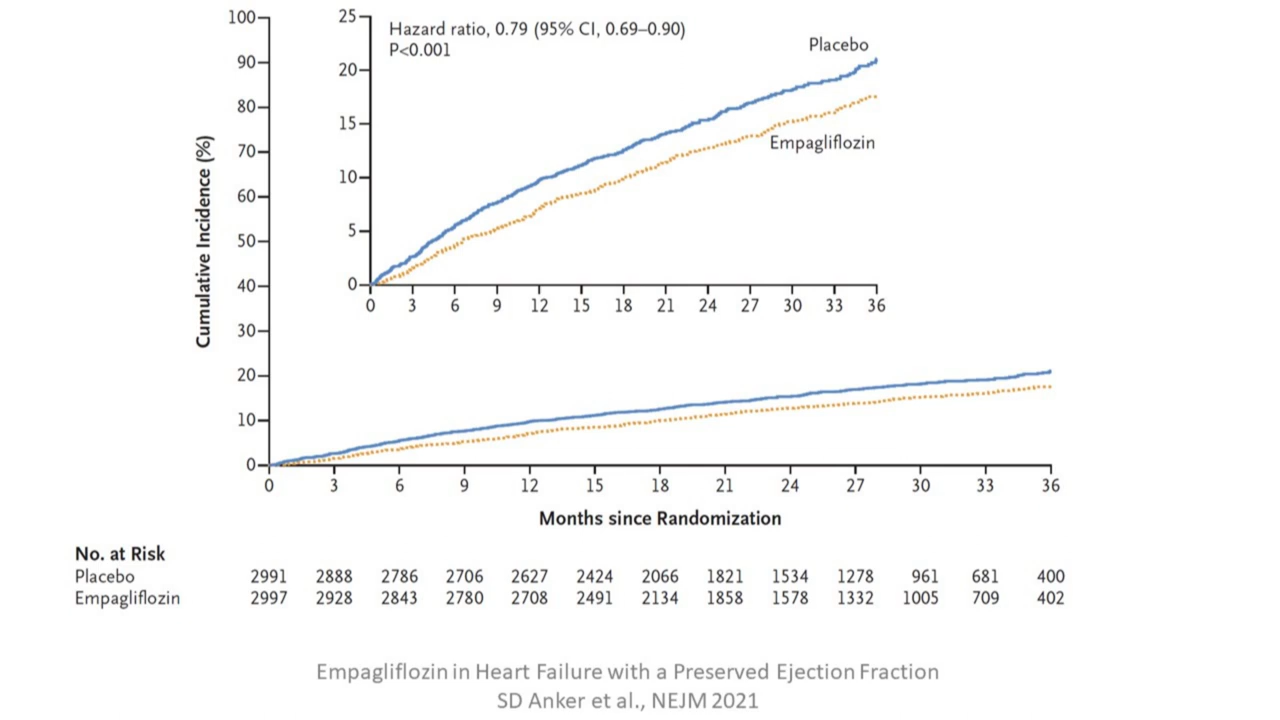 Hazard ratio, 0.79 (95% CI, 0.69–0.90)
P<0.001
Placebo
Empagliflozin
25
20
15
10
5
0
0 3 6 9 12 15 18 21 24 27 30 33 36
Cumulative Incidence (%)
100
90
80
70
60
50
40
30
20
10
0
0 3 6 9 12 15 18 21 24 27 30 33 36
Months since Randomization
No. at Risk
Placebo 2991 2888 2786 2706 2627 2424 2066 1821 1534 1278 961 681 400
Empagliflozin 2997 2928 2843 2780 2708 2491 2134 1858 1578 1332 1005 709 402
Empagliflozin in Heart Failure with a Preserved Ejection Fraction
SD Anker et al., NEJM 2021